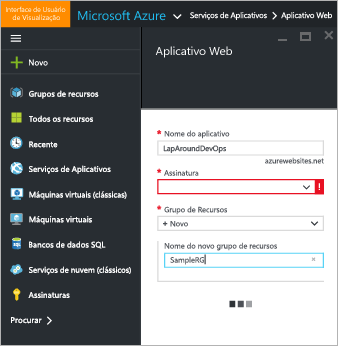 Interface de Usuário
de Visualização
Microsoft Azure
Serviços de Aplicativos > Aplicativo Web
Novo
Grupos de recursos
Todos os recursos
Recente
Serviços de Aplicativos
Máquinas virtuais (clássicas)
Máquinas virtuais
Bancos de dados SQL
Serviços de nuvem (clássicos)
Assinaturas
Procurar >
Aplicativo Web
* Nome do aplicativo
LapAroundDevOps
.azurewebsites.net
* Assinatura
!
* Grupo de Recursos
+ Novo
Nome do novo grupo de recursos
SampleRG